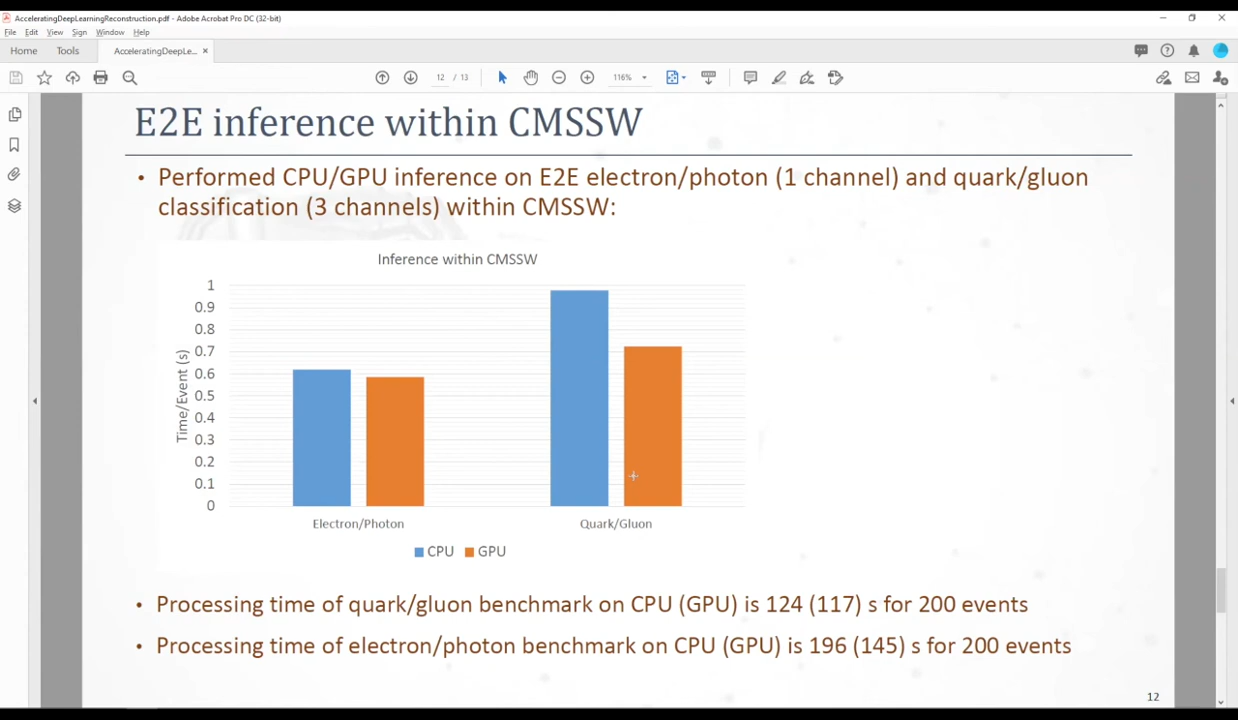 AcceleratingDeepLearningReconstruction.pdf - Adobe Acrobat Pro DC (32-bit)
File Edit View Sign Window Help
Home Tools AcceleratingDeepLe... ×
12 / 13 116%
E2E inference within CMSSW
• Performed CPU/GPU inference on E2E electron/photon (1 channel) and quark/gluon
classification (3 channels) within CMSSW:
Inference within CMSSW
Time/Event (s)
1
0.9
0.8
0.7
0.6
0.5
0.4
0.3
0.2
0.1
0
Electron/Photon Quark/Gluon
CPU GPU
• Processing time of quark/gluon benchmark on CPU (GPU) is 124 (117) s for 200 events
• Processing time of electron/photon benchmark on CPU (GPU) is 196 (145) s for 200 events
12